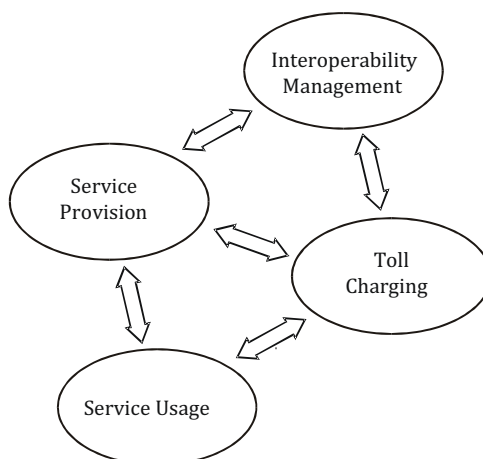 Interoperability
Management
Service
Provision
Toll
Charging
Service Usage